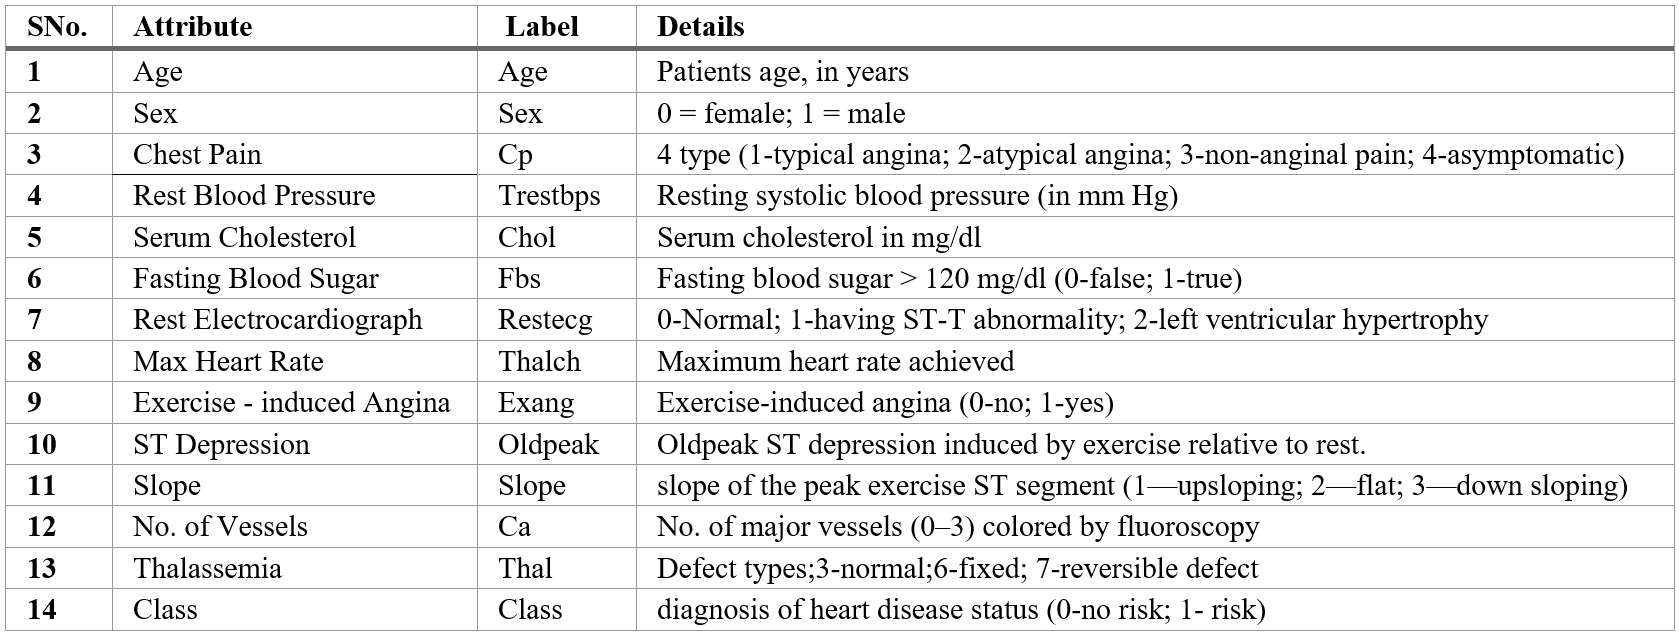 SNo. Attribute Label Details
1 Age Age Patients age, in years
2 Sex Sex 0 = female; 1 = male
3 Chest Pain Cp 4 type (1-typical angina; 2-atypical angina; 3-non-anginal pain; 4-asymptomatic)
4 Rest Blood Pressure Trestbps Resting systolic blood pressure (in mm Hg)
5 Serum Cholesterol Chol Serum cholesterol in mg/dl
6 Fasting Blood Sugar Fbs Fasting blood sugar > 120 mg/dl (0-false; 1-true)
7 Rest Electrocardiograph Restecg 0-Normal; 1-having ST-T abnormality; 2-left ventricular hypertrophy
8 Max Heart Rate Thalch Maximum heart rate achieved
9 Exercise - induced Angina Exang Exercise-induced angina (0-no; 1-yes)
10 ST Depression Oldpeak Oldpeak ST depression induced by exercise relative to rest.
11 Slope Slope slope of the peak exercise ST segment (1—upsloping; 2—flat; 3—down sloping)
12 No. of Vessels Ca No. of major vessels (0–3) colored by fluoroscopy
13 Thalassemia Thal Defect types;3-normal;6-fixed; 7-reversible defect
14 Class Class diagnosis of heart disease status (0-no risk; 1- risk)